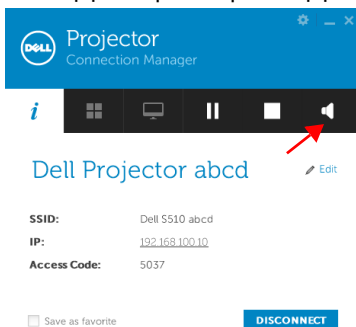 DELL Projector
Connection Manager
i
Dell Projector abcd
Edit
SSID: Dell S510 abcd
IP: 192.168.100.10
Access Code: 5037
Save as favorite
DISCONNECT